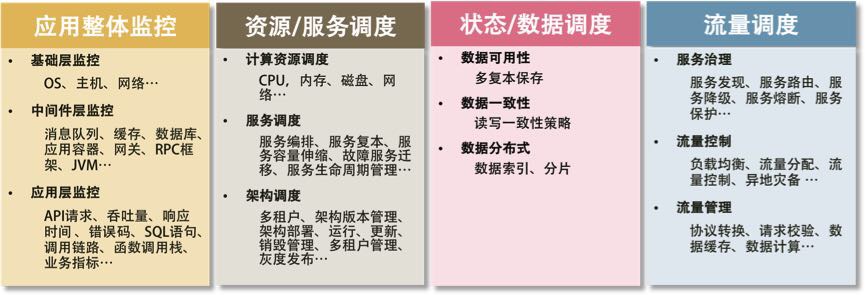 应用整体监控
• 基础层监控
OS、主机、网络…
• 中间件层监控
消息队列、缓存、数据库、
应用容器、网关、RPC框
架、JVM…
• 应用层监控
API请求、吞吐量、响应
时间、错误码、SQL语句、
调用链路、函数调用栈、
业务指标…
资源/服务调度
• 计算资源调度
CPU，内存、磁盘、网
络…
• 服务调度
服务编排、服务复本、服
务容量伸缩、故障服务迁
移、服务生命周期管理…
• 架构调度
多租户、架构版本管理、
架构部署、运行、更新、
销毁管理、多租户管理、
灰度发布…
状态/数据调度
• 数据可用性
多复本保存
• 数据一致性
读写一致性策略
• 数据分布式
数据索引、分片
流量调度
• 服务治理
服务发现、服务路由、服
务降级、服务熔断、服务
保护…
• 流量控制
负载均衡、流量分配、流
量控制、异地灾备 …
• 流量管理
协议转换、请求校验、数
据缓存、数据计算…